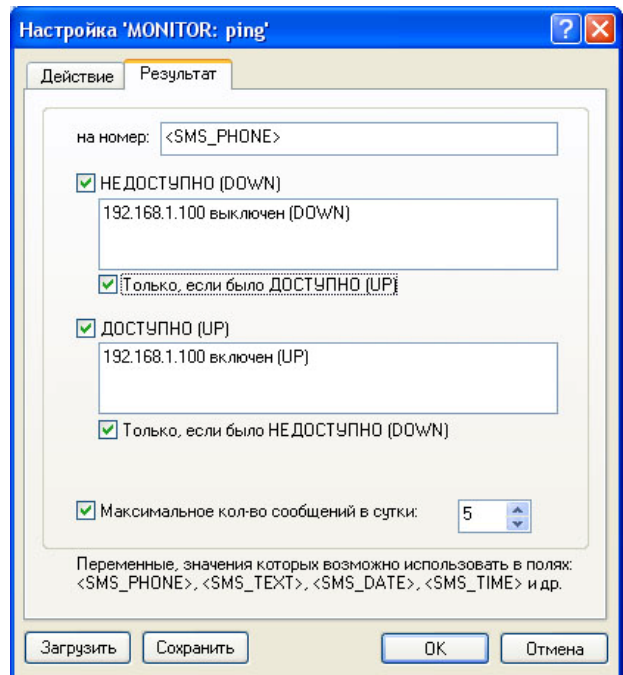 Настройка 'MONITOR: ping'
Действие
Результат
на номер: <SMS_PHONE>
НЕДОСТУПНО (DOWN)
192.168.1.100 выключен (DOWN)
Только, если было ДОСТУПНО (UP)
ДОСТУПНО (UP)
192.168.1.100 включен (UP)
Только, если было НЕДОСТУПНО (DOWN)
Максимальное кол-во сообщений в сутки: 5
Переменные, значения которых возможно использовать в полях:
<SMS_PHONE>, <SMS_TEXT>, <SMS_DATE>, <SMS_TIME> и др.
Загрузить Сохранить OK Отмена